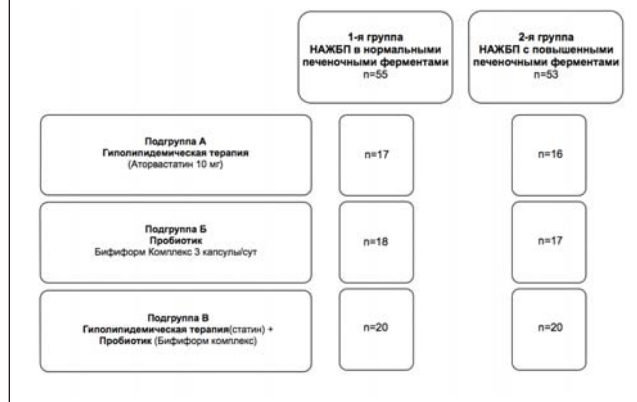 1-я группа
НАЖБП в нормальными
печеночными ферментами
n=55
2-я группа
НАЖБП с повышенными
печеночными ферментами
n=53
Подгруппа А
Гиполипидемическая терапия
(Аторвастатин 10 мг)
n=17
n=16
Подгруппа Б
Пробиотик
Бифиформ Комплекс 3 капсулы/сут
n=18
n=17
Подгруппа В
Гиполипидемическая терапия(статин) +
Пробиотик (Бифиформ комплекс)
n=20
n=20